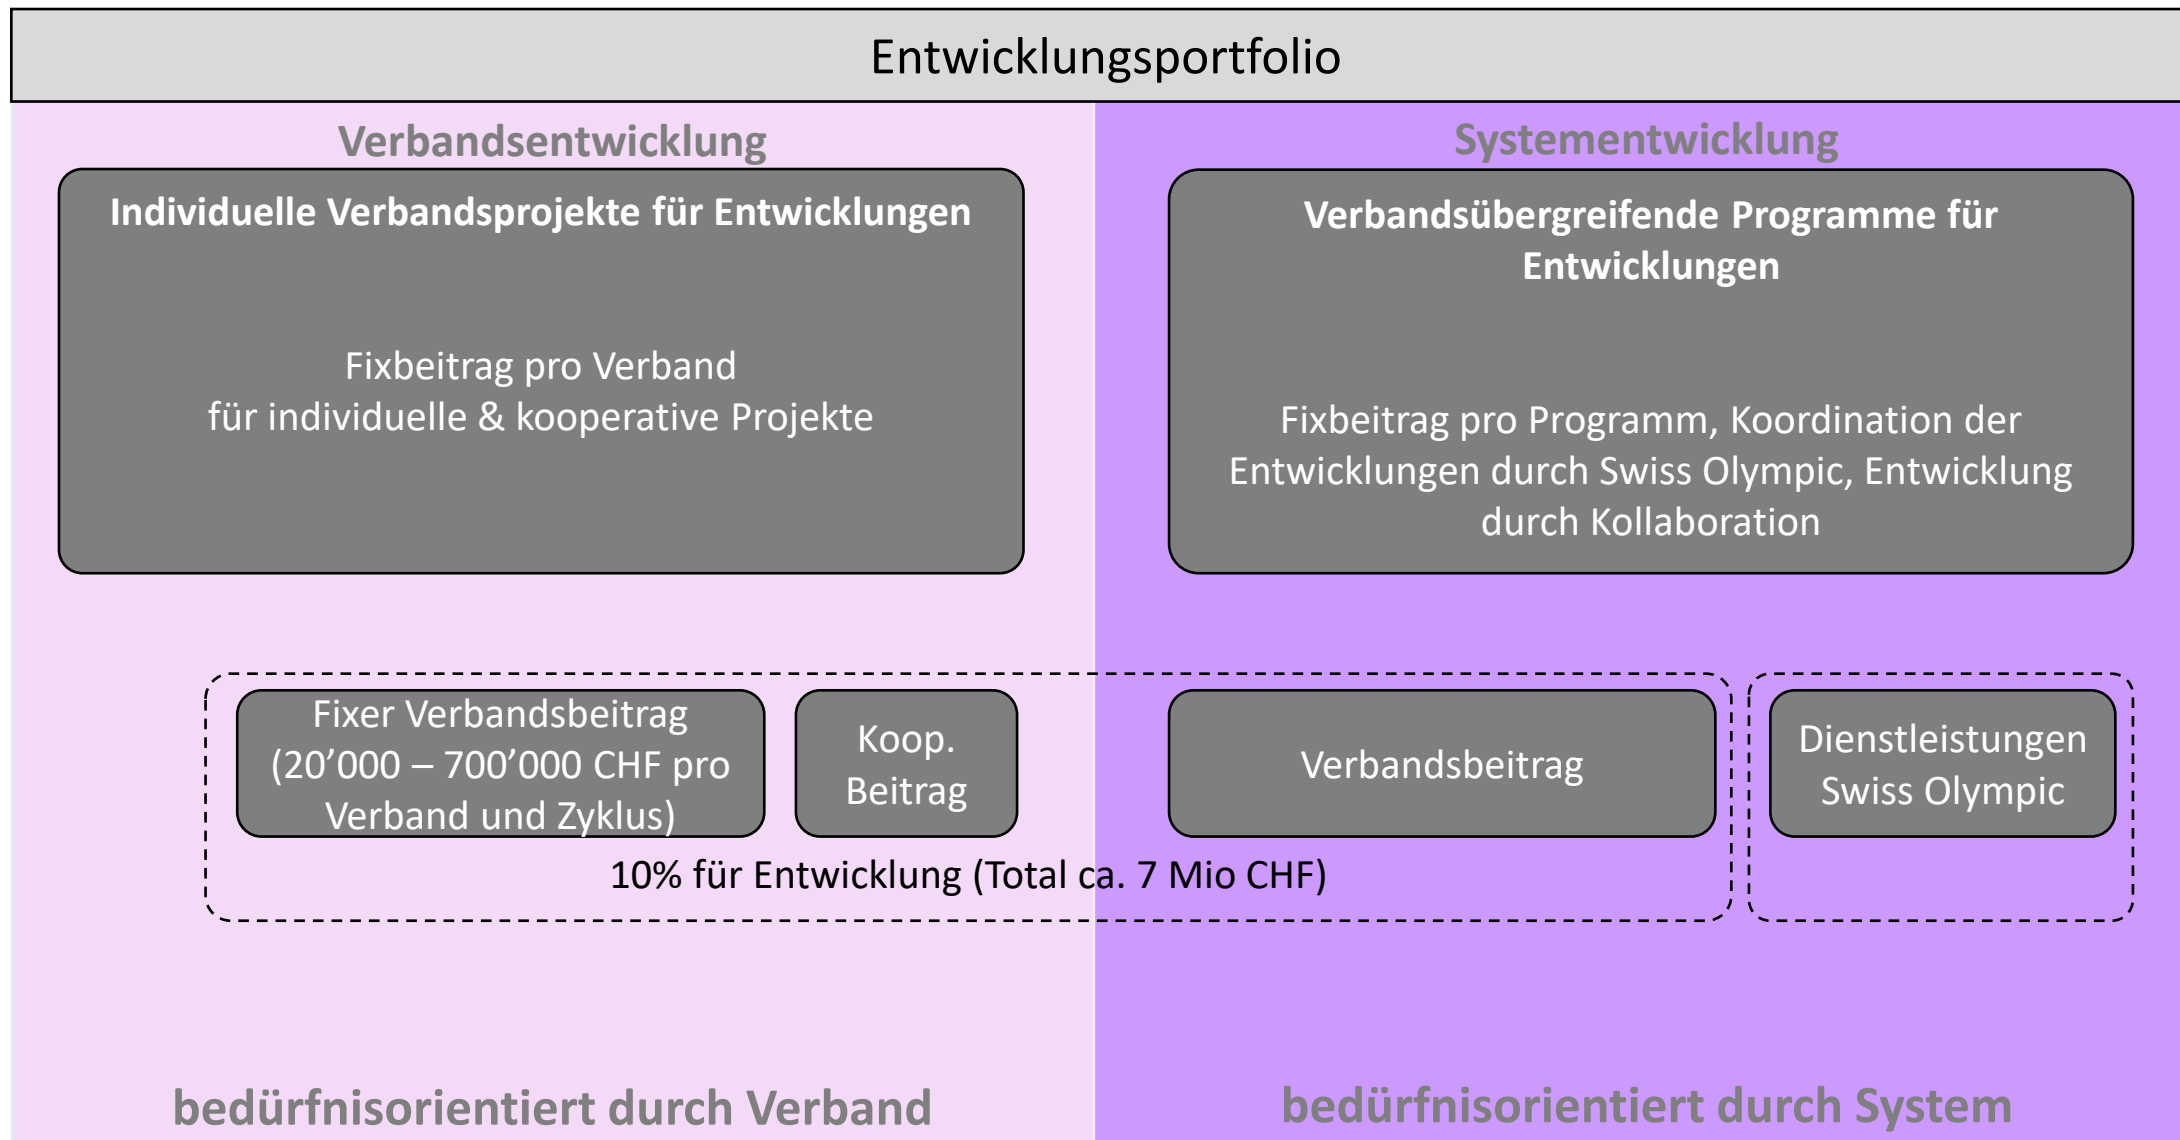 Entwicklungsportfolio
Verbandsentwicklung
Individuelle Verbandsprojekte für Entwicklungen
Fixbeitrag pro Verband
für individuelle & kooperative Projekte
Systementwicklung
Verbandsübergreifende Programme für
Entwicklungen
Fixbeitrag pro Programm, Koordination der
Entwicklungen durch Swiss Olympic, Entwicklung
durch Kollaboration
Fixer Verbandsbeitrag
(20’000 – 700’000 CHF pro
Verband und Zyklus)
Koop.
Beitrag
Verbandsbeitrag
Dienstleistungen
Swiss Olympic
10% für Entwicklung (Total ca. 7 Mio CHF)
bedürfnisorientiert durch Verband
bedürfnisorientiert durch System